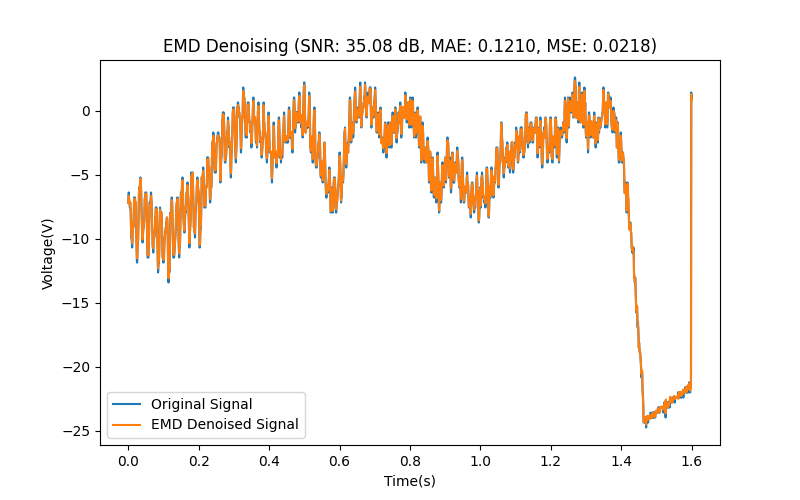 EMD Denoising (SNR: 35.08 dB, MAE: 0.1210, MSE: 0.0218)
0
−5
−10
−15
−20
−25
Voltage(V)
Original Signal
EMD Denoised Signal
0.0 0.2 0.4 0.6 0.8 1.0 1.2 1.4 1.6
Time(s)